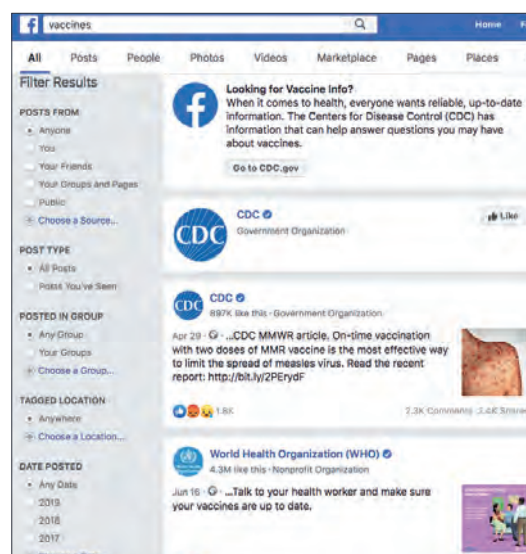 vaccines
Home
All Posts People Photos Videos Marketplace Pages Places
Filter Results
POSTS FROM
Anyone
You
Your Friends
Your Groups and Pages
Public
Choose a Source...
POST TYPE
All Posts
Posts You've Seen
POSTED IN GROUP
Any Group
Your Groups
Choose a Group...
TAGGED LOCATION
Anywhere
Choose a Location...
DATE POSTED
Any Date
2019
2018
2017
Looking for Vaccine Info?
When it comes to health, everyone wants reliable, up-to-date
information. The Centers for Disease Control (CDC) has
information that can help answer questions you may have
about vaccines.
Go to CDC.gov
CDC
CDC
Government Organization
Like
CDC
CDC
897K like this · Government Organization
Apr 29 · ...CDC MMWR article. On-time vaccination
with two doses of MMR vaccine is the most effective way
to limit the spread of measles virus. Read the recent
report: http://bit.ly/2PErydF
1.8K
2.3K Comments
World Health Organization (WHO)
4.3M like this · Nonprofit Organization
Jun 16 · ...Talk to your health worker and make sure
your vaccines are up to date.